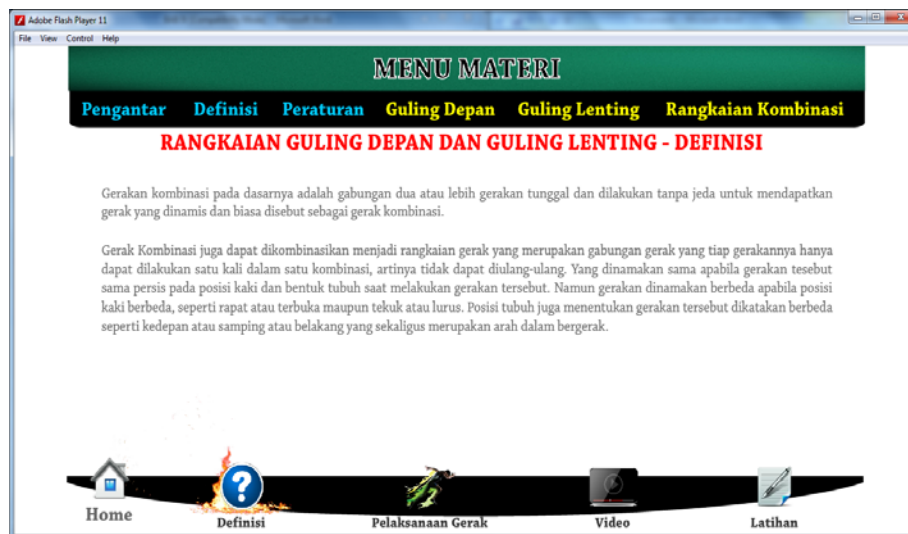 Adobe Flash Player 11
File View Control Help
MENU MATERI
Pengantar Definisi Peraturan Guling Depan Guling Lenting Rangkaian Kombinasi
RANGKAIAN GULING DEPAN DAN GULING LENTING - DEFINISI
Gerakan kombinasi pada dasarnya adalah gabungan dua atau lebih gerakan tunggal dan dilakukan tanpa jeda untuk mendapatkan
gerak yang dinamis dan biasa disebut sebagai gerak kombinasi.
Gerak Kombinasi juga dapat dikombinasikan menjadi rangkaian gerak yang merupakan gabungan gerak yang tiap gerakannya hanya
dapat dilakukan satu kali dalam satu kombinasi, artinya tidak dapat diulang-ulang. Yang dinamakan sama apabila gerakan tesebut
sama persis pada posisi kaki dan bentuk tubuh saat melakukan gerakan tersebut. Namun gerakan dinamakan berbeda apabila posisi
kaki berbeda, seperti rapat atau terbuka maupun tekuk atau lurus. Posisi tubuh juga menentukan gerakan tersebut dikatakan berbeda
seperti kedepan atau samping atau belakang yang sekaligus merupakan arah dalam bergerak.
Home Definisi Pelaksanaan Gerak Video Latihan